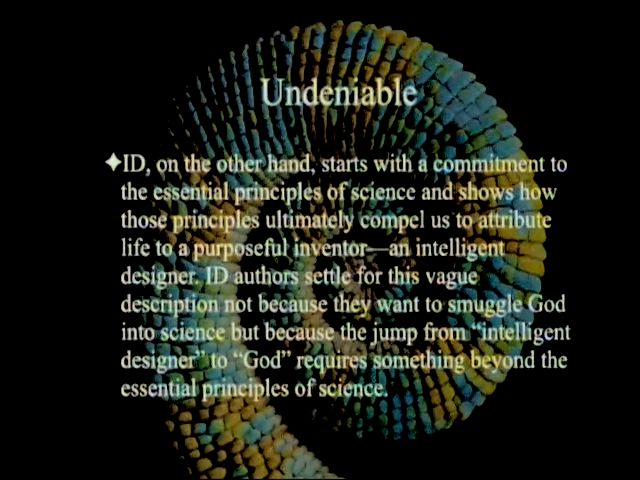 Undeniable
✦ID, on the other hand, starts with a commitment to
the essential principles of science and shows how
those principles ultimately compel us to attribute
life to a purposeful inventor—an intelligent
designer. ID authors settle for this vague
description not because they want to smuggle God
into science but because the jump from “intelligent
designer” to “God” requires something beyond the
essential principles of science.